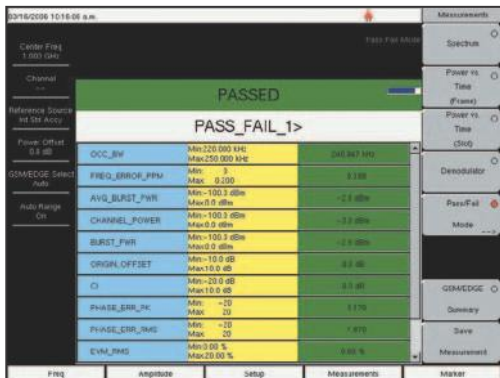 03/16/2006 10:16:06 a.m.
Measurements
Center Freq
1.003 GHz
Channel
--
Reference Source
Int Std Accy
Power Offset
0.0 dB
GSM/EDGE Select
Auto
Auto Range
On
Pass Fail Mode
PASSED
PASS_FAIL_1>
OCC_BW
Min:220.000 kHz
Max:250.000 kHz
FREQ_ERROR_PPM
Min:
Max: 0.200
AVG_BURST_PWR
Min:-100.3 dBm
Max:0.0 dBm
CHANNEL_POWER
Min:-100.3 dBm
Max:0.0 dBm
BURST_PWR
Min:-100.3 dBm
Max:0.0 dBm
ORIGIN_OFFSET
Min:-10.0 dB
Max:10.0 dB
CI
Min:-20.0 dB
Max:10.0 dB
PHASE_ERR_PK
Min: -20
Max: 20
PHASE_ERR_RMS
Min: -20
Max: 20
EVM_RMS
Min:0.00 %
Max:20.00 %
Spectrum
Power vs.
Time
(Frame)
Power vs.
Time
(Slot)
Demodulator
Pass/Fail
Mode
-->
GSM/EDGE
Summary
Save
Measurement
Freq
Amplitude
Setup
Measurements
Marker